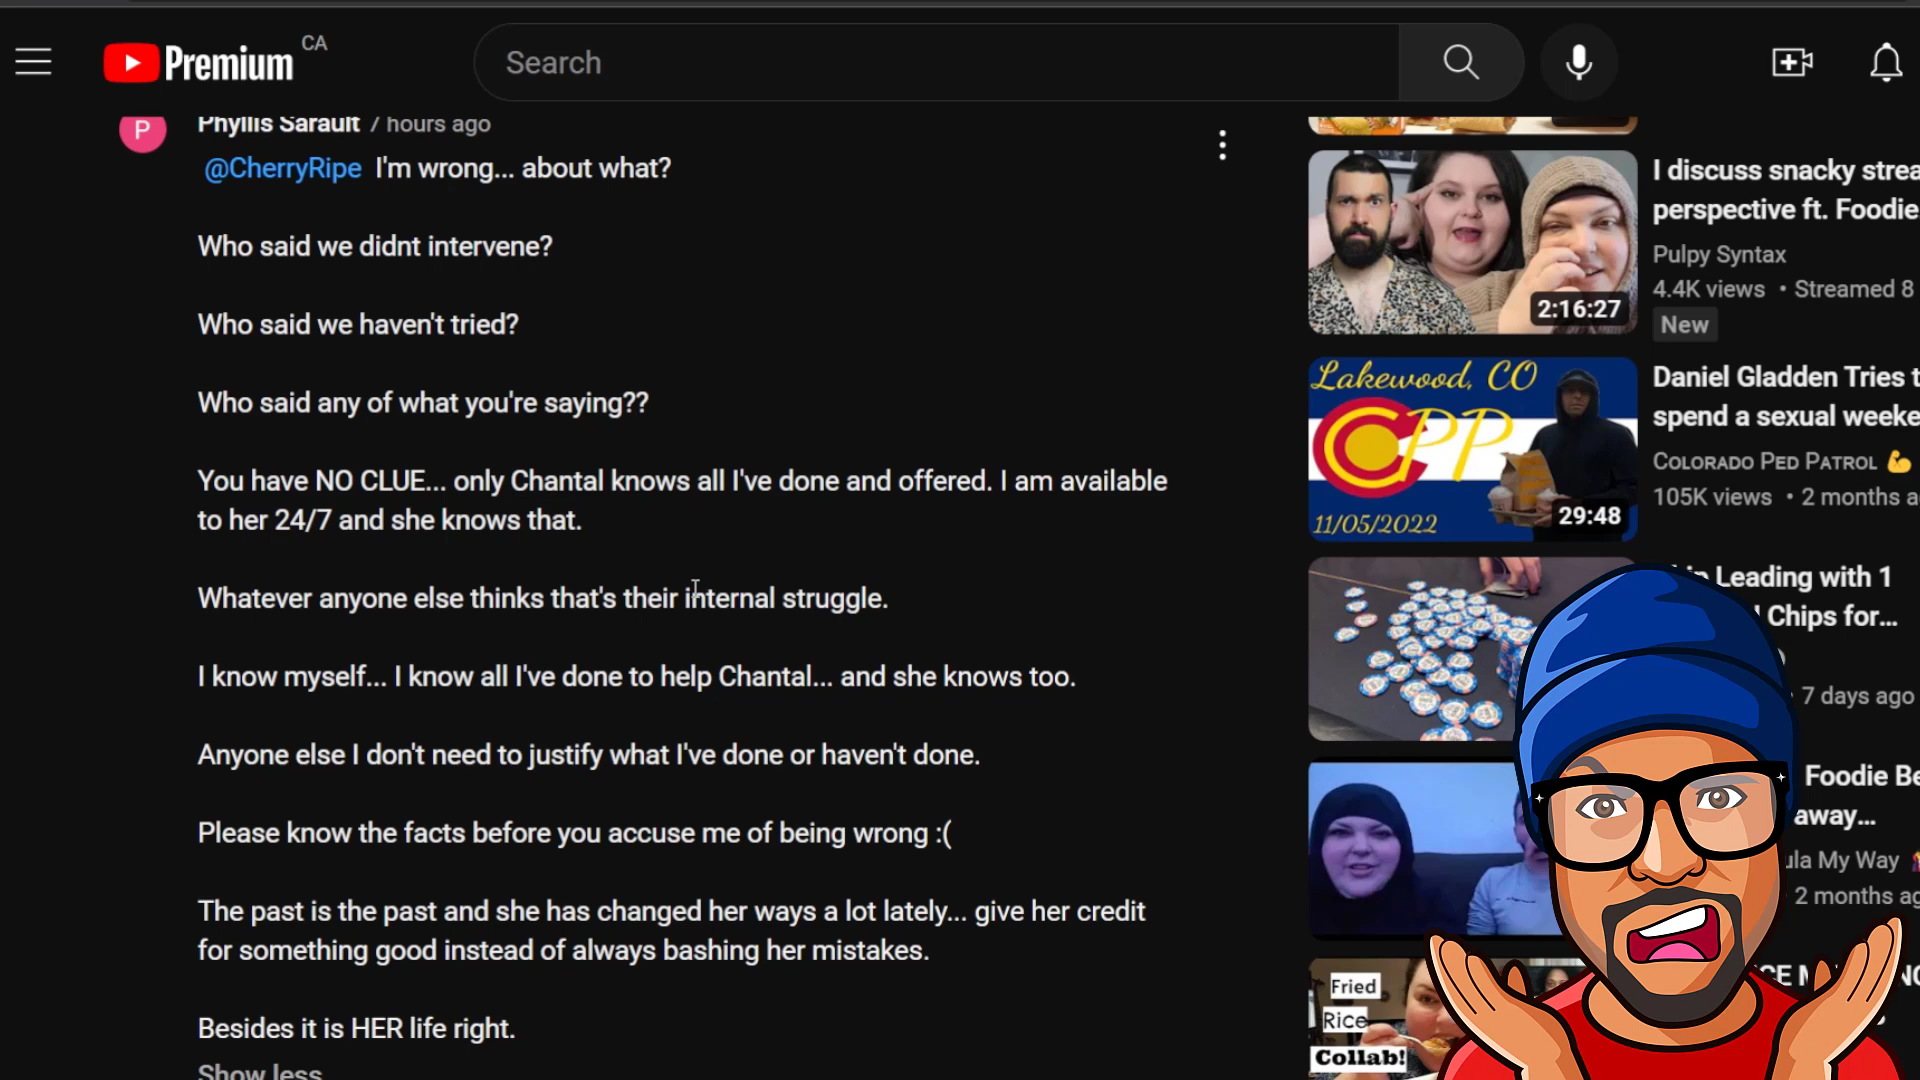 Premium CA
Search
P
Phyllis Sarault 7 hours ago
@CherryRipe I'm wrong... about what?
Who said we didnt intervene?
Who said we haven't tried?
Who said any of what you're saying??
You have NO CLUE... only Chantal knows all I've done and offered. I am available
to her 24/7 and she knows that.
Whatever anyone else thinks that's their internal struggle.
I know myself... I know all I've done to help Chantal... and she knows too.
Anyone else I don't need to justify what I've done or haven't done.
Please know the facts before you accuse me of being wrong :(
The past is the past and she has changed her ways a lot lately... give her credit
for something good instead of always bashing her mistakes.
Besides it is HER life right.
Show less
2:16:27
I discuss snacky strea
perspective ft. Foodie
Pulpy Syntax
4.4K views • Streamed 8
New
Lakewood, CO
CPP
11/05/2022
29:48
Daniel Gladden Tries t
spend a sexual weeke
COLORADO PED PATROL 💪
105K views • 2 months a
Leading with 1
Chips for...
7 days ago
Foodie Be
away...
ula My Way
2 months ag
Fried
Rice
Collab!